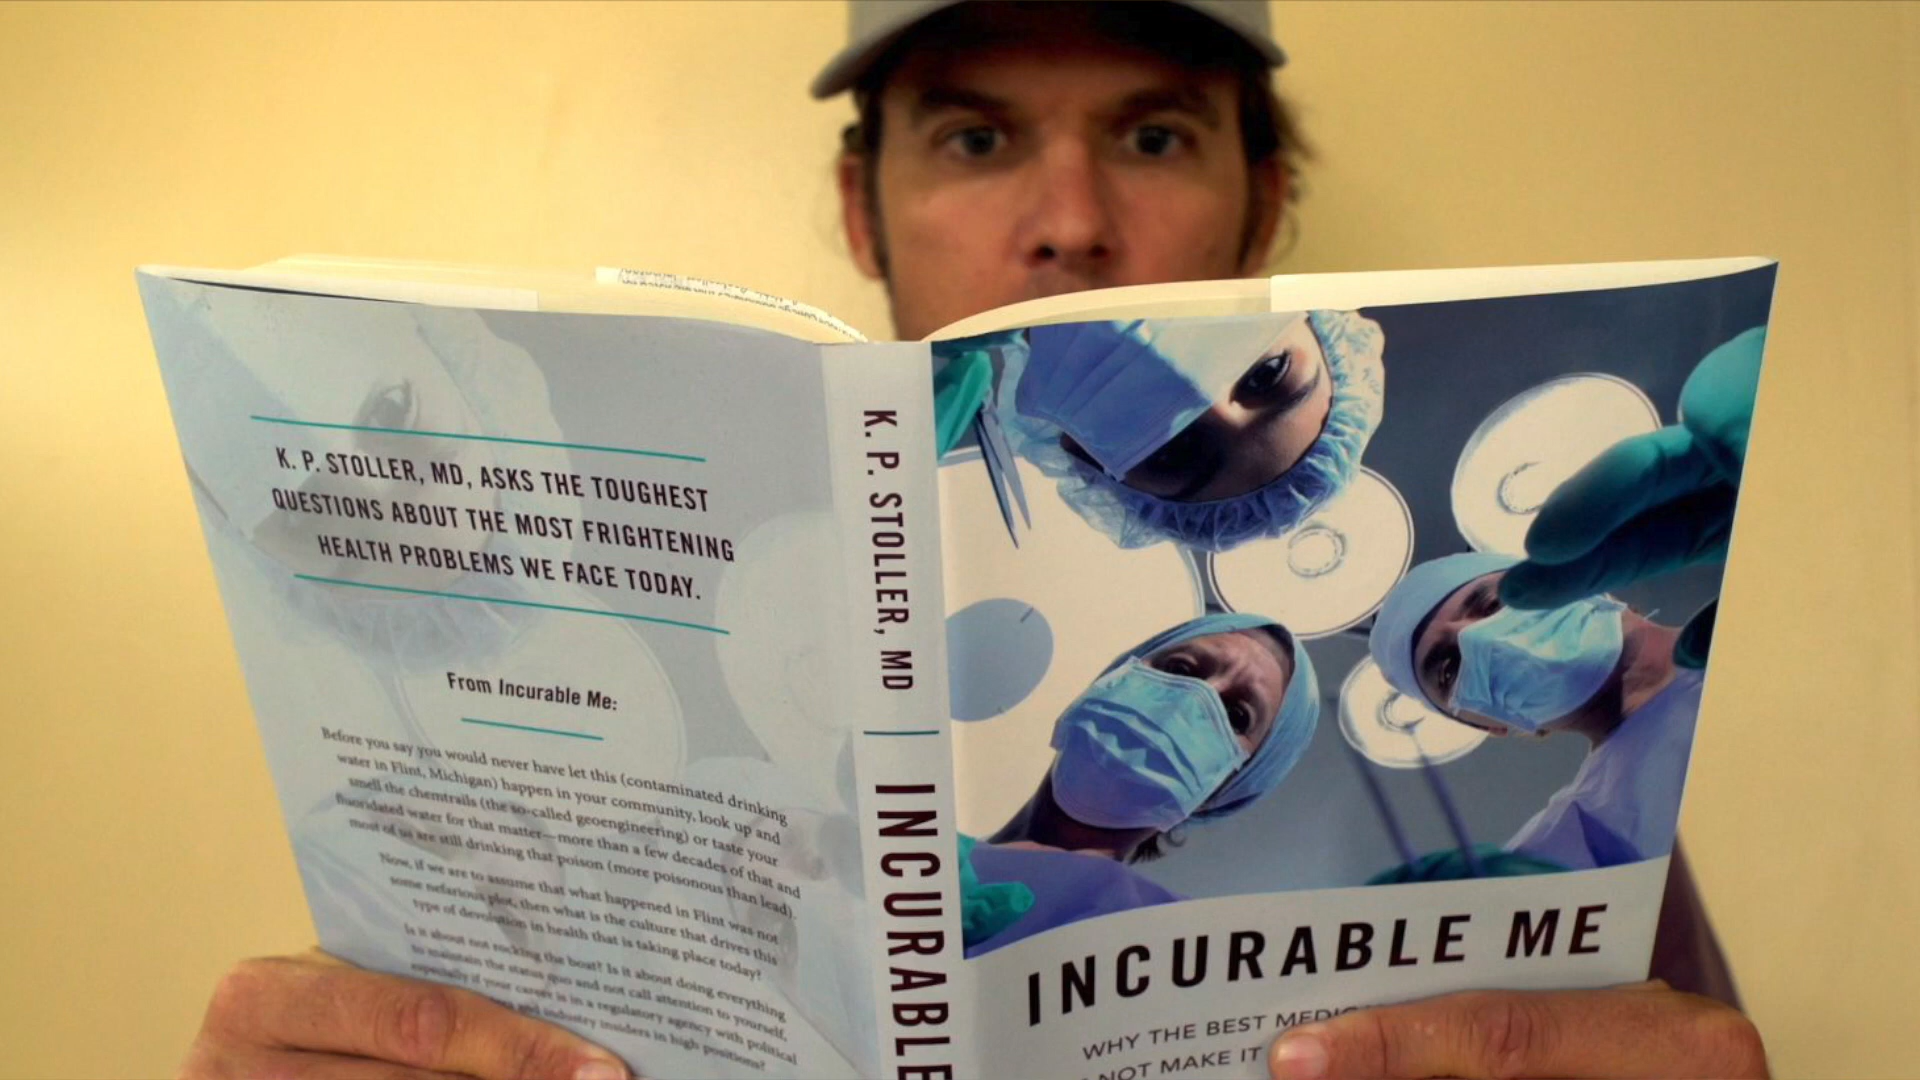 K. P. STOLLER, MD, ASKS THE TOUGHEST
QUESTIONS ABOUT THE MOST FRIGHTENING
HEALTH PROBLEMS WE FACE TODAY.
From Incurable Me:
Before you say you would never have let this (contaminated drinking
water in Flint, Michigan) happen in your community, look up and
smell the chemtrails (the so-called geoengineering) or taste your
fluoridated water for that matter—more than a few decades of that and
most of us are still drinking that poison (more poisonous than lead).
Now, if we are to assume that what happened in Flint was not
some nefarious plot, then what is the culture that drives this
type of devolution in health that is taking place today?
Is it about not rocking the boat? Is it about doing everything
to maintain the status quo and not call attention to yourself,
especially if your career is in a regulatory agency with political
and industry insiders in high positions?
K. P. STOLLER, MD
INCURABLE
INCURABLE ME
WHY THE BEST
NOT MAKE IT